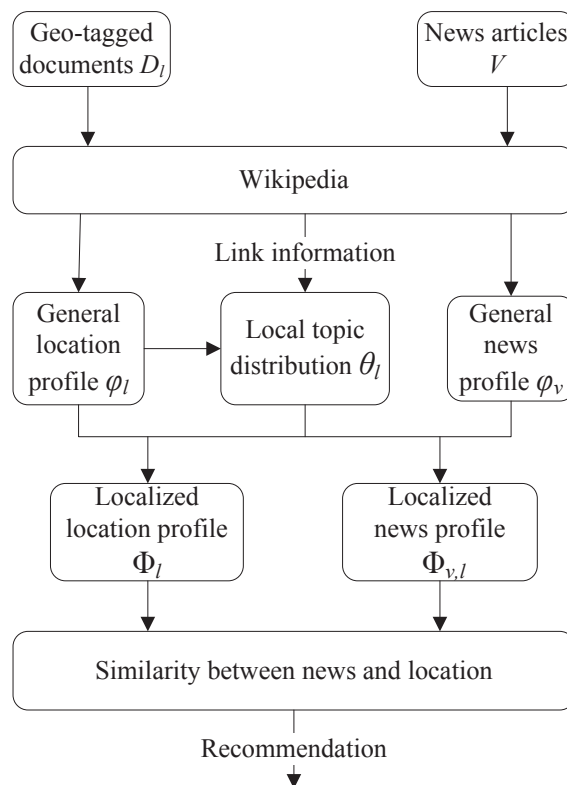 Geo-tagged
documents D_l
News articles
V
Wikipedia
Link information
General
location
profile φ_l
Local topic
distribution θ_l
General
news
profile φ_v
Localized
location profile
Φ_l
Localized
news profile
Φ_{v,l}
Similarity between news and location
Recommendation